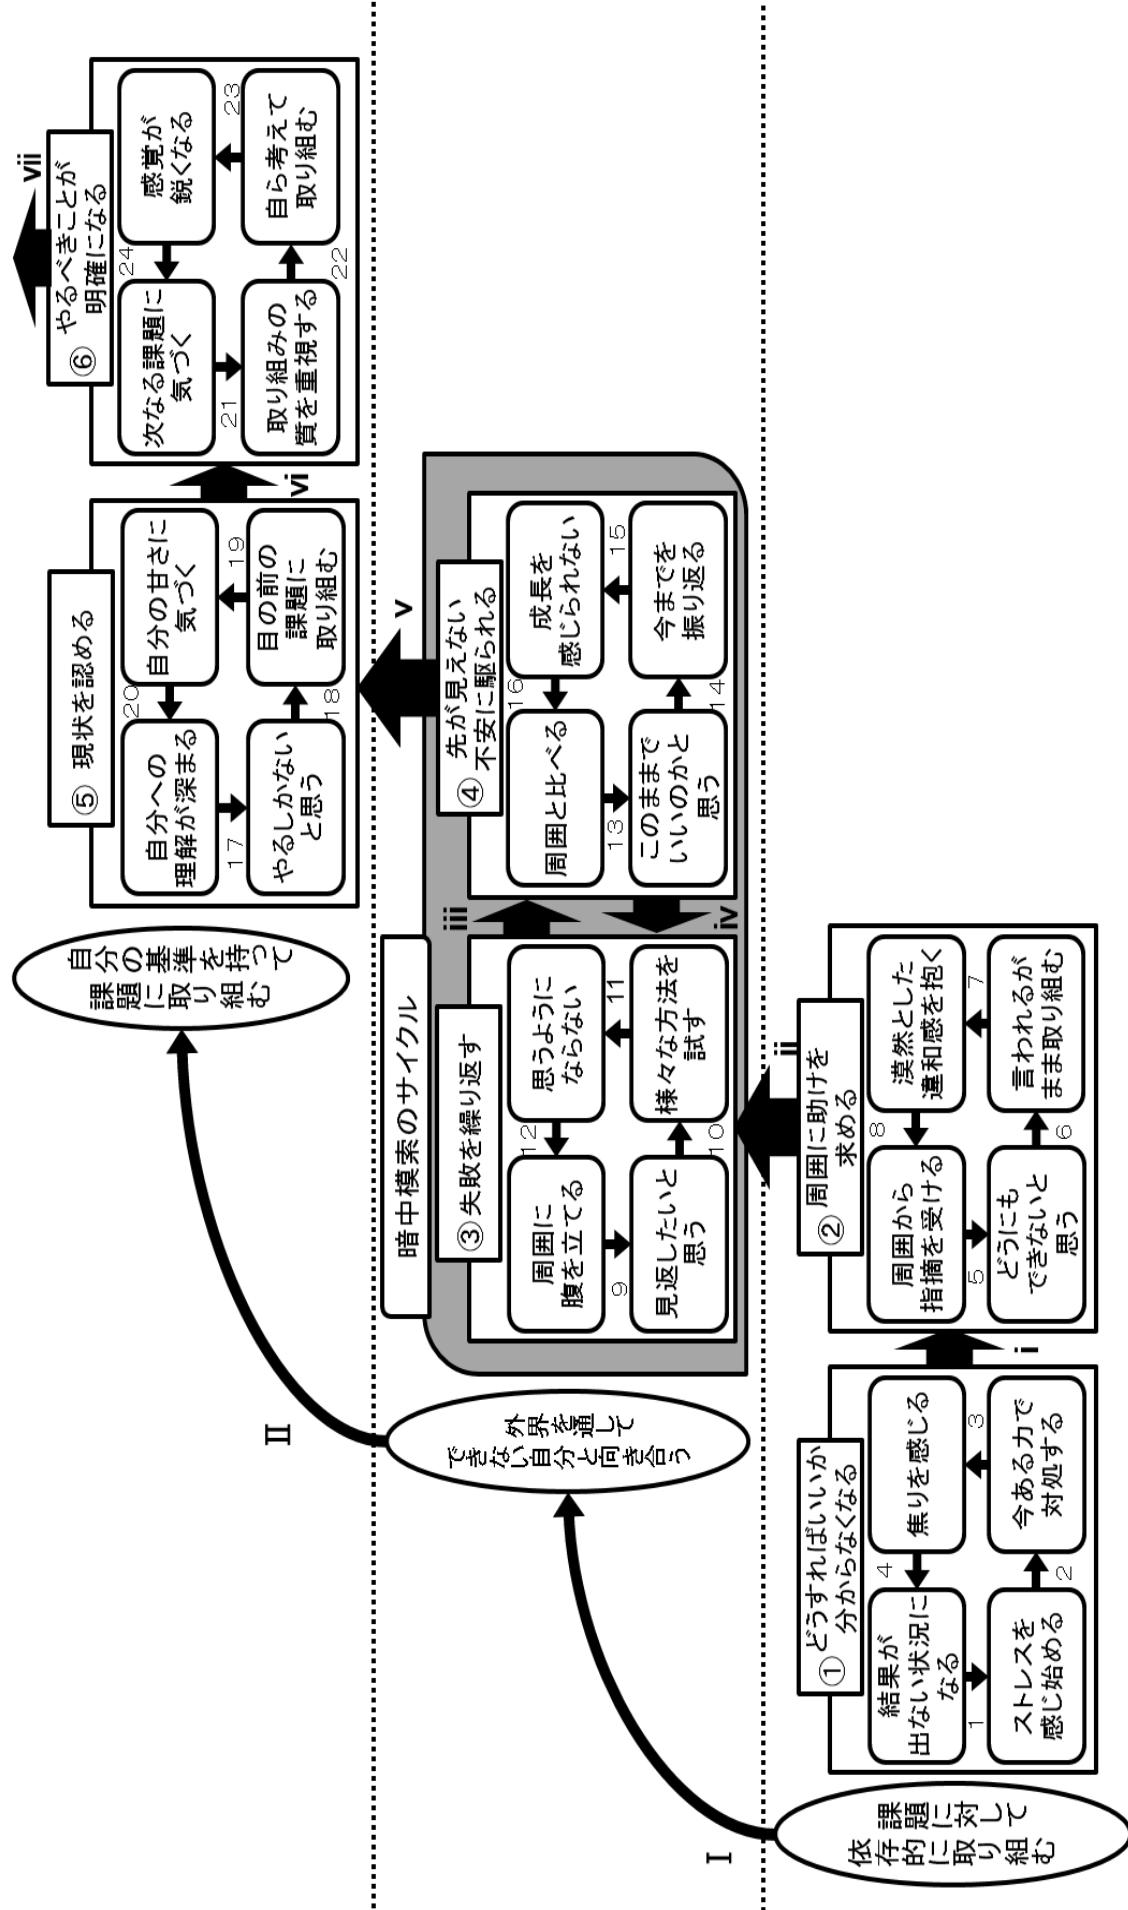 自分の基準を持って
課題に取り組む
⑤ 現状を認める
自分への
理解が深まる
自分の甘さに
気づく
やるしかない
と思う
目の前の
課題に
取り組む
17
18
19
20
vi
⑥
やるべきことが
明確になる
vii
次なる課題に
気づく
感覚が
鋭くなる
取り組みの
質を重視する
自ら考えて
取り組む
21
22
23
24
II
外界を通して
できない自分と向き合う
暗中模索のサイクル
③失敗を繰り返す
周囲に
腹を立てる
思うように
ならない
見返したいと
思う
様々な方法を
試す
9
10
11
12
iii
iv
④
先が見えない
不安に駆られる
v
周囲と比べる
成長を
感じられない
このままで
いいのかと
思う
今までを
振り返る
13
14
15
16
I
課題に対して
依存的に取り組む
①
どうすればいいか
分からなくなる
結果が
出ない状況に
なる
焦りを感じる
ストレスを
感じ始める
今ある力で
対処する
1
2
3
4
i
②
周囲に助けを
求める
ii
周囲から
指摘を受ける
漠然とした
違和感を抱く
どうにも
できないと
思う
言われるが
まま取り組む
5
6
7
8